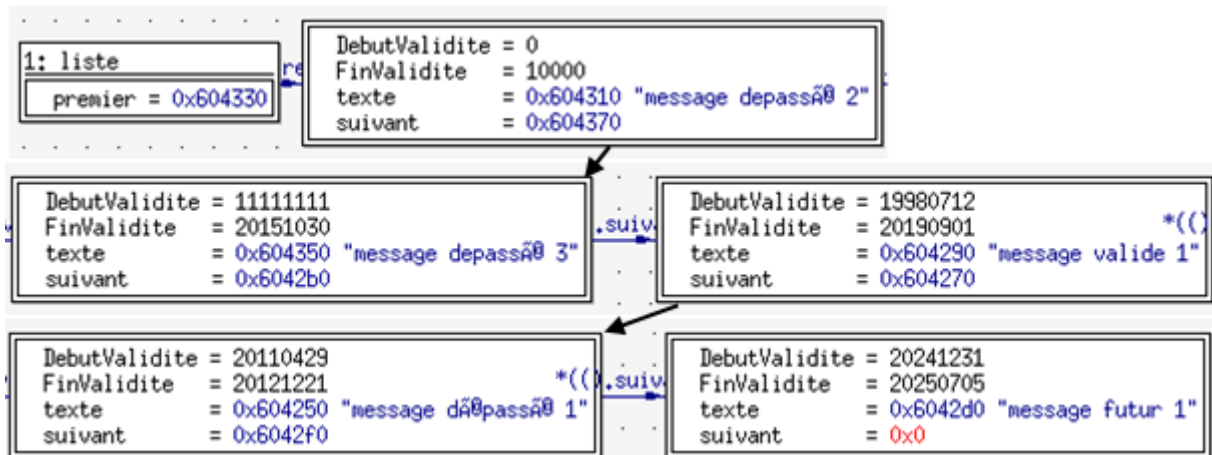 1: liste
premier = 0x604330
re
DebutValidite = 0
FinValidite = 10000
texte = 0x604310 "message depassÃ© 2"
suivant = 0x604370
DebutValidite = 11111111
FinValidite = 20151030
texte = 0x604350 "message depassÃ© 3"
suivant = 0x6042b0
.suiv
DebutValidite = 19980712
FinValidite = 20190901
*(()
texte = 0x604290 "message valide 1"
suivant = 0x604270
DebutValidite = 20110429
FinValidite = 20121221
*(().suiv
texte = 0x604250 "message dÃ©passÃ© 1"
suivant = 0x6042f0
DebutValidite = 20241231
FinValidite = 20250705
texte = 0x6042d0 "message futur 1"
suivant = 0x0